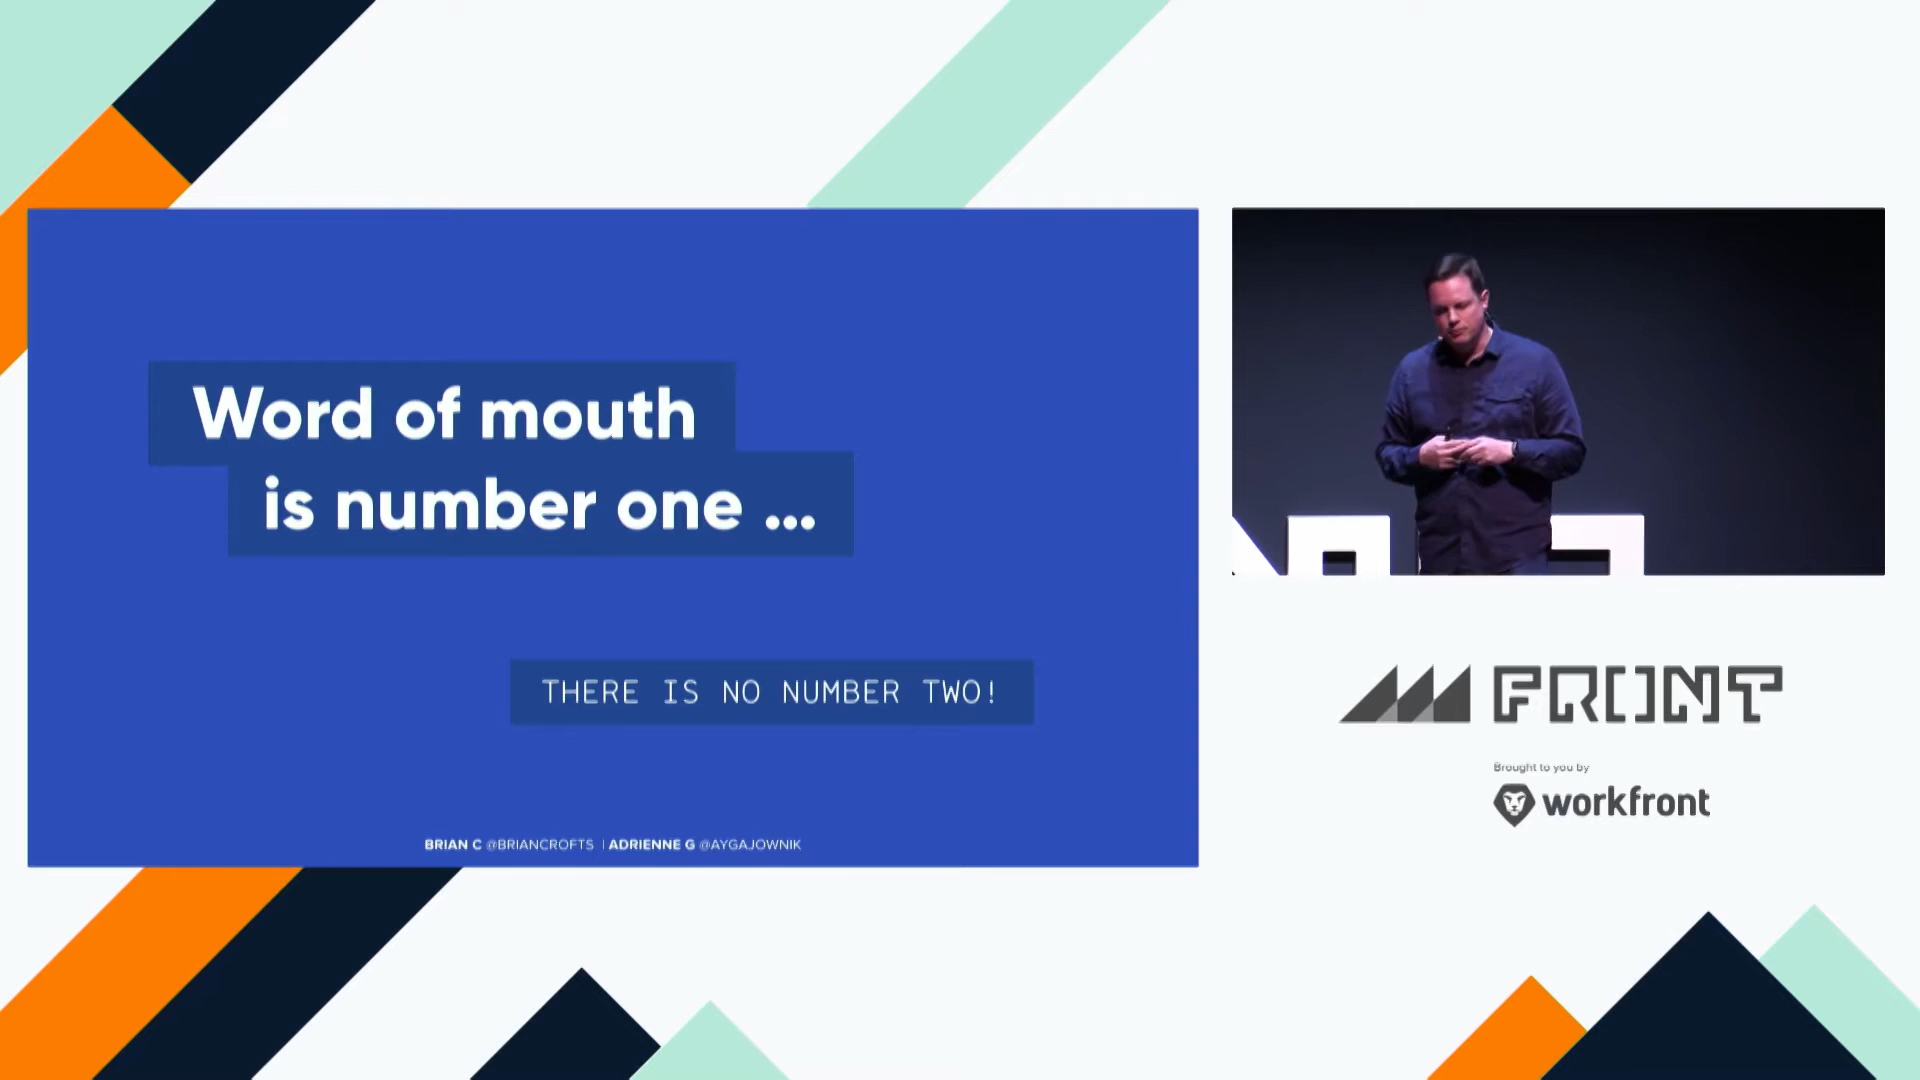 Word of mouth
is number one ...
THERE IS NO NUMBER TWO!
BRIAN C @BRIANCROFTS | ADRIENNE G @AYGAJOWNIK
FRONT
Brought to you by
workfront